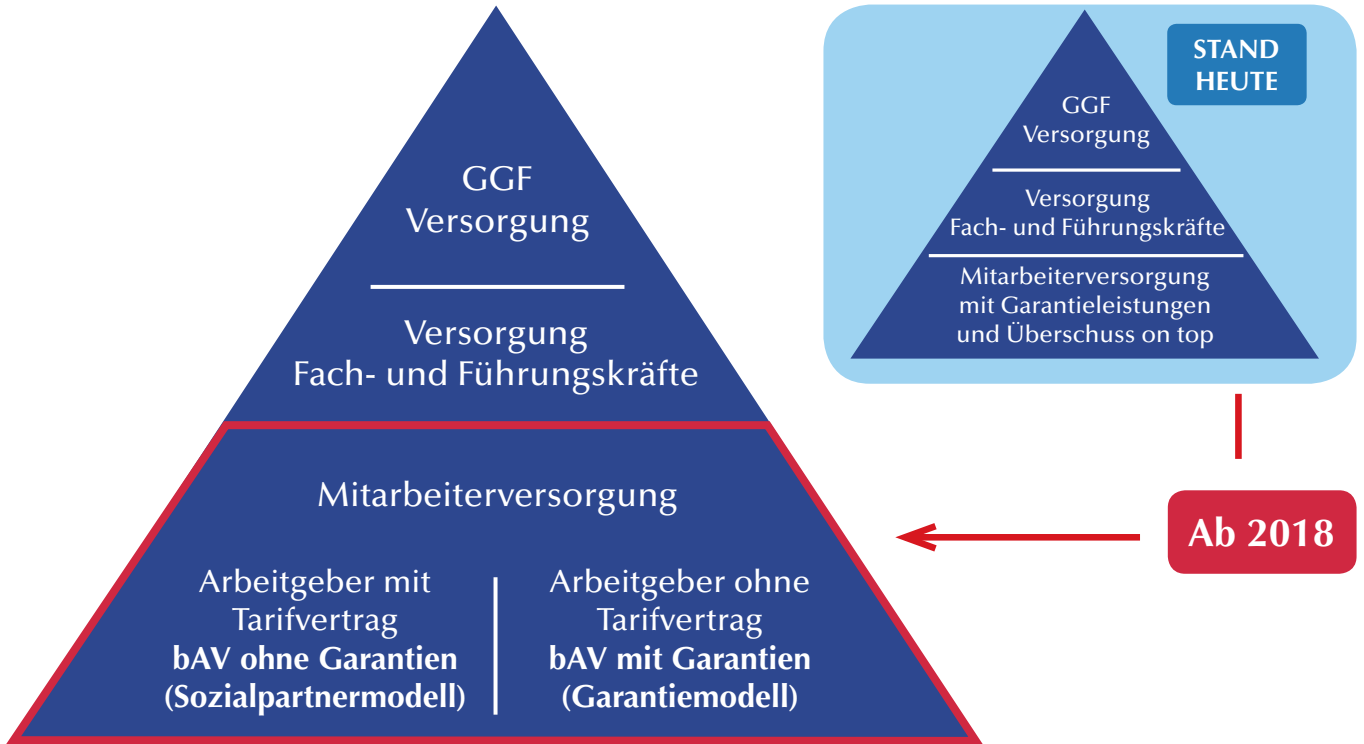 GGF
Versorgung
Versorgung
Fach- und Führungskräfte
Mitarbeiterversorgung
Arbeitgeber mit
Tarifvertrag
bAV ohne Garantien
(Sozialpartnermodell)
Arbeitgeber ohne
Tarifvertrag
bAV mit Garantien
(Garantiemodell)
STAND
HEUTE
GGF
Versorgung
Versorgung
Fach- und Führungskräfte
Mitarbeiterversorgung
mit Garantieleistungen
und Überschuss on top
Ab 2018